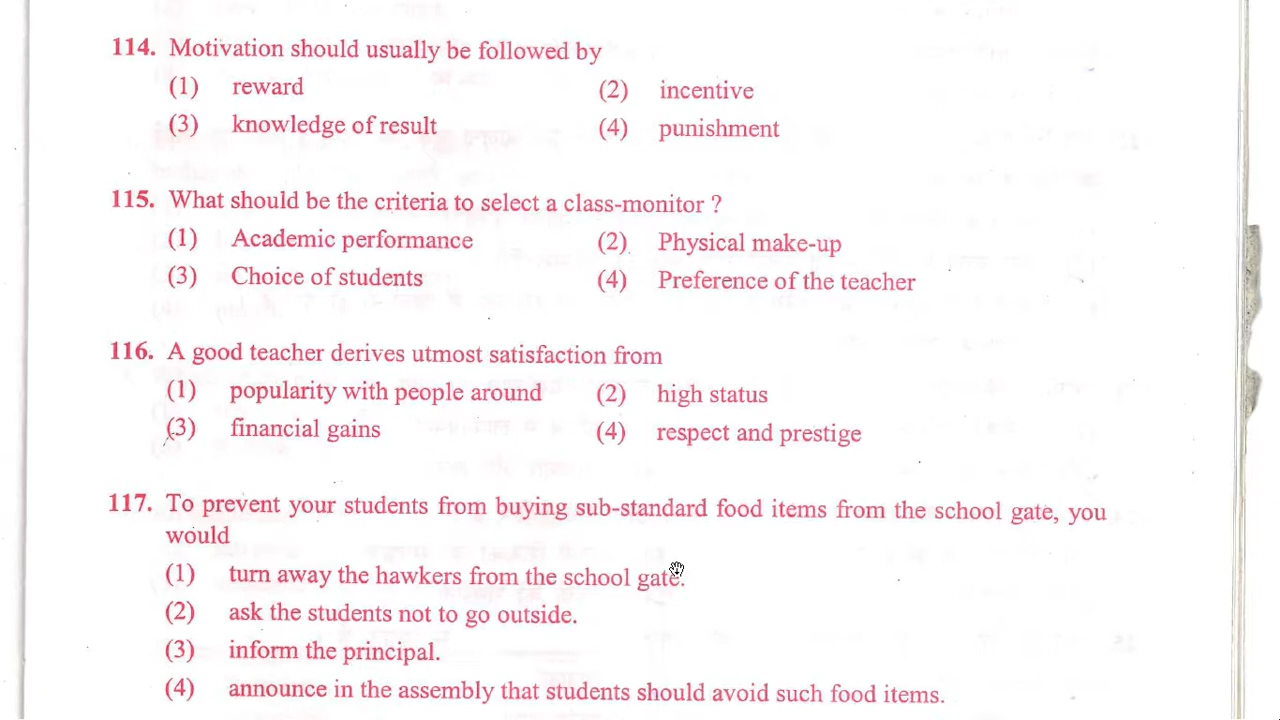 114. Motivation should usually be followed by
(1) reward (2) incentive
(3) knowledge of result (4) punishment
115. What should be the criteria to select a class-monitor ?
(1) Academic performance (2) Physical make-up
(3) Choice of students (4) Preference of the teacher
116. A good teacher derives utmost satisfaction from
(1) popularity with people around (2) high status
(3) financial gains (4) respect and prestige
117. To prevent your students from buying sub-standard food items from the school gate, you
would
(1) turn away the hawkers from the school gate.
(2) ask the students not to go outside.
(3) inform the principal.
(4) announce in the assembly that students should avoid such food items.